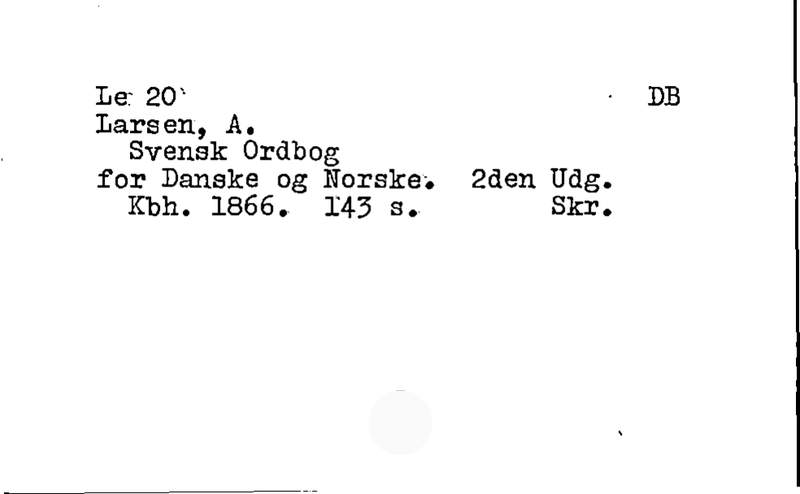 Le 20 DB
Larsen, A.
Svensk Ordbog
for Danske og Norske. 2den Udg.
Kbh. 1866. 143 s. Skr.